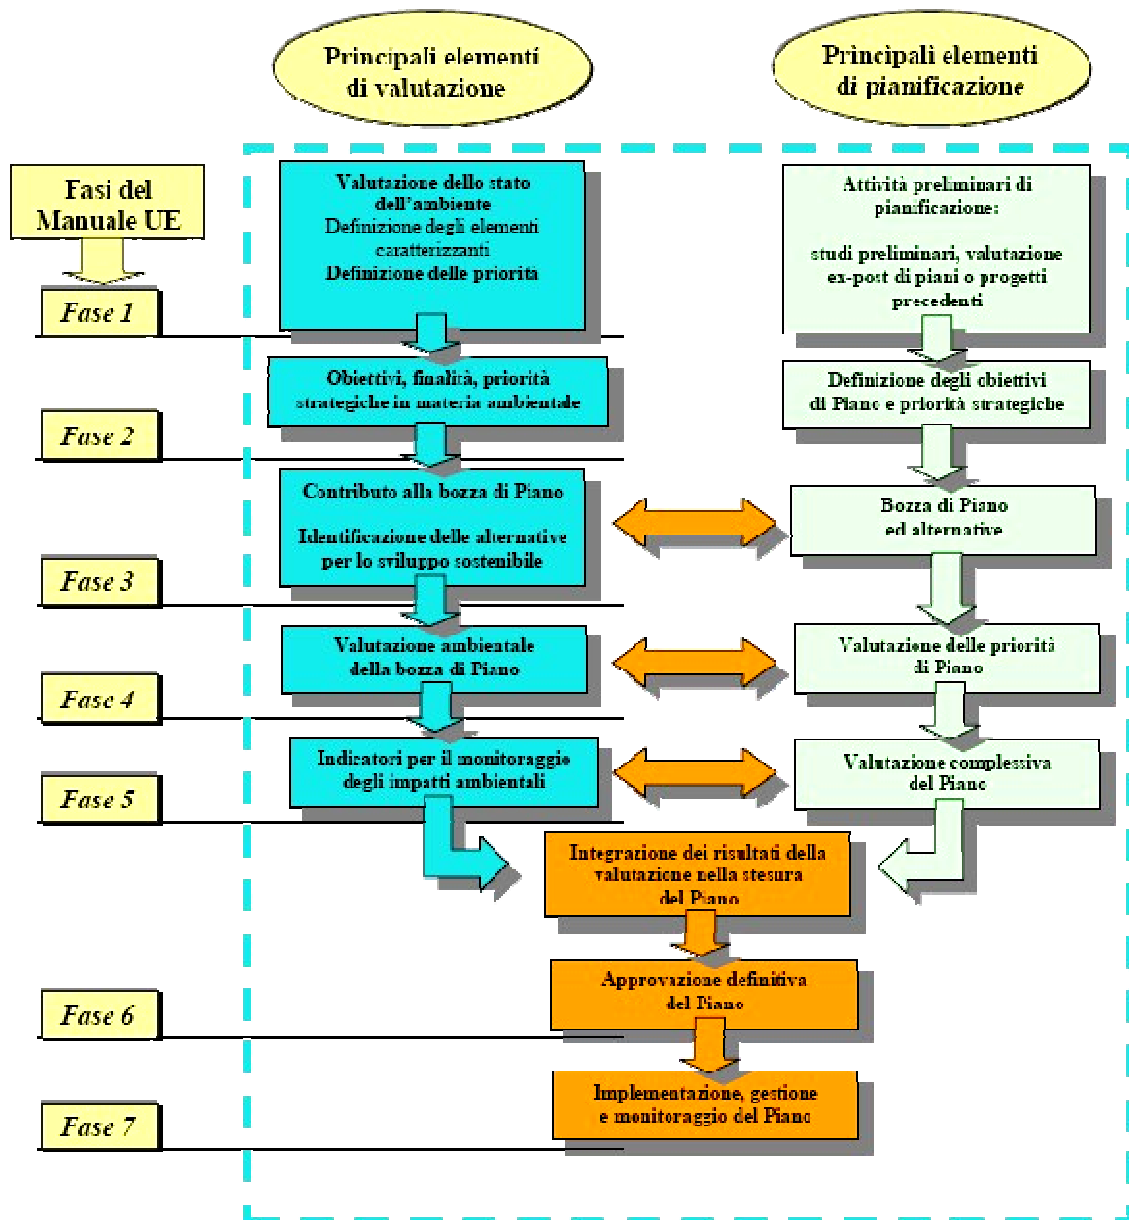 Principali elementi
di valutazione
Principali elementi
di pianificazione
Fasi del
Manuale UE
Valutazione dello stato
dell'ambiente
Definizione degli elementi
caratterizzanti
Definizione delle priorità
Attività preliminari di
pianificazione:
studi preliminari, valutazione
ex-post di piani o progetti
precedenti
Fase 1
Obiettivi, finalità, priorità
strategiche in materia ambientale
Definizione degli obiettivi
di Piano e priorità strategiche
Fase 2
Contributo alla bozza di Piano
Identificazione delle alternative
per lo sviluppo sostenibile
Bozza di Piano
ed alternative
Fase 3
Valutazione ambientale
della bozza di Piano
Valutazione delle priorità
di Piano
Fase 4
Indicatori per il monitoraggio
degli impatti ambientali
Valutazione complessiva
del Piano
Fase 5
Integrazione dei risultati della
valutazione nella stesura
del Piano
Approvazione definitiva
del Piano
Fase 6
Implementazione, gestione
e monitoraggio del Piano
Fase 7